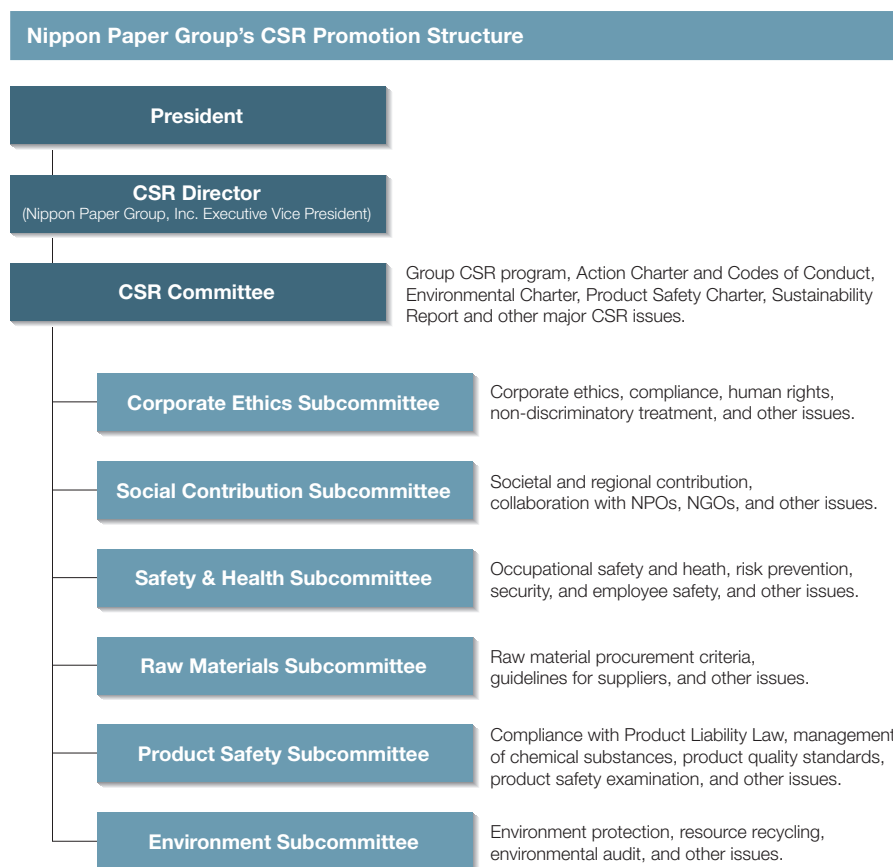 Nippon Paper Group's CSR Promotion Structure
President
CSR Director
(Nippon Paper Group, Inc. Executive Vice President)
CSR Committee
Group CSR program, Action Charter and Codes of Conduct,
Environmental Charter, Product Safety Charter, Sustainability
Report and other major CSR issues.
Corporate Ethics Subcommittee
Corporate ethics, compliance, human rights,
non-discriminatory treatment, and other issues.
Social Contribution Subcommittee
Societal and regional contribution,
collaboration with NPOs, NGOs, and other issues.
Safety & Health Subcommittee
Occupational safety and heath, risk prevention,
security, and employee safety, and other issues.
Raw Materials Subcommittee
Raw material procurement criteria,
guidelines for suppliers, and other issues.
Product Safety Subcommittee
Compliance with Product Liability Law, management
of chemical substances, product quality standards,
product safety examination, and other issues.
Environment Subcommittee
Environment protection, resource recycling,
environmental audit, and other issues.